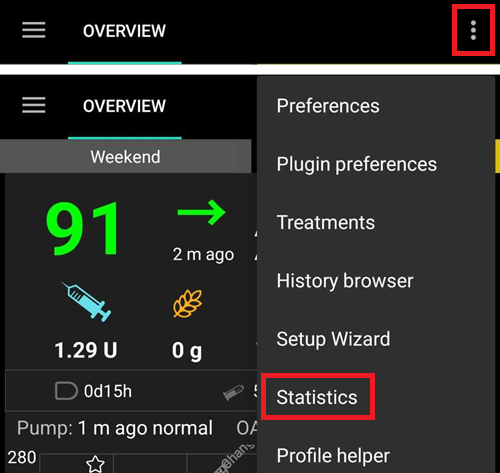 OVERVIEW
OVERVIEW
Preferences
Weekend
Plugin preferences
91
Treatments
2 m ago
History browser
1.29 U
0 g
Setup Wizard
0d15h
Statistics
Pump: 1 m ago normal
280
Profile helper